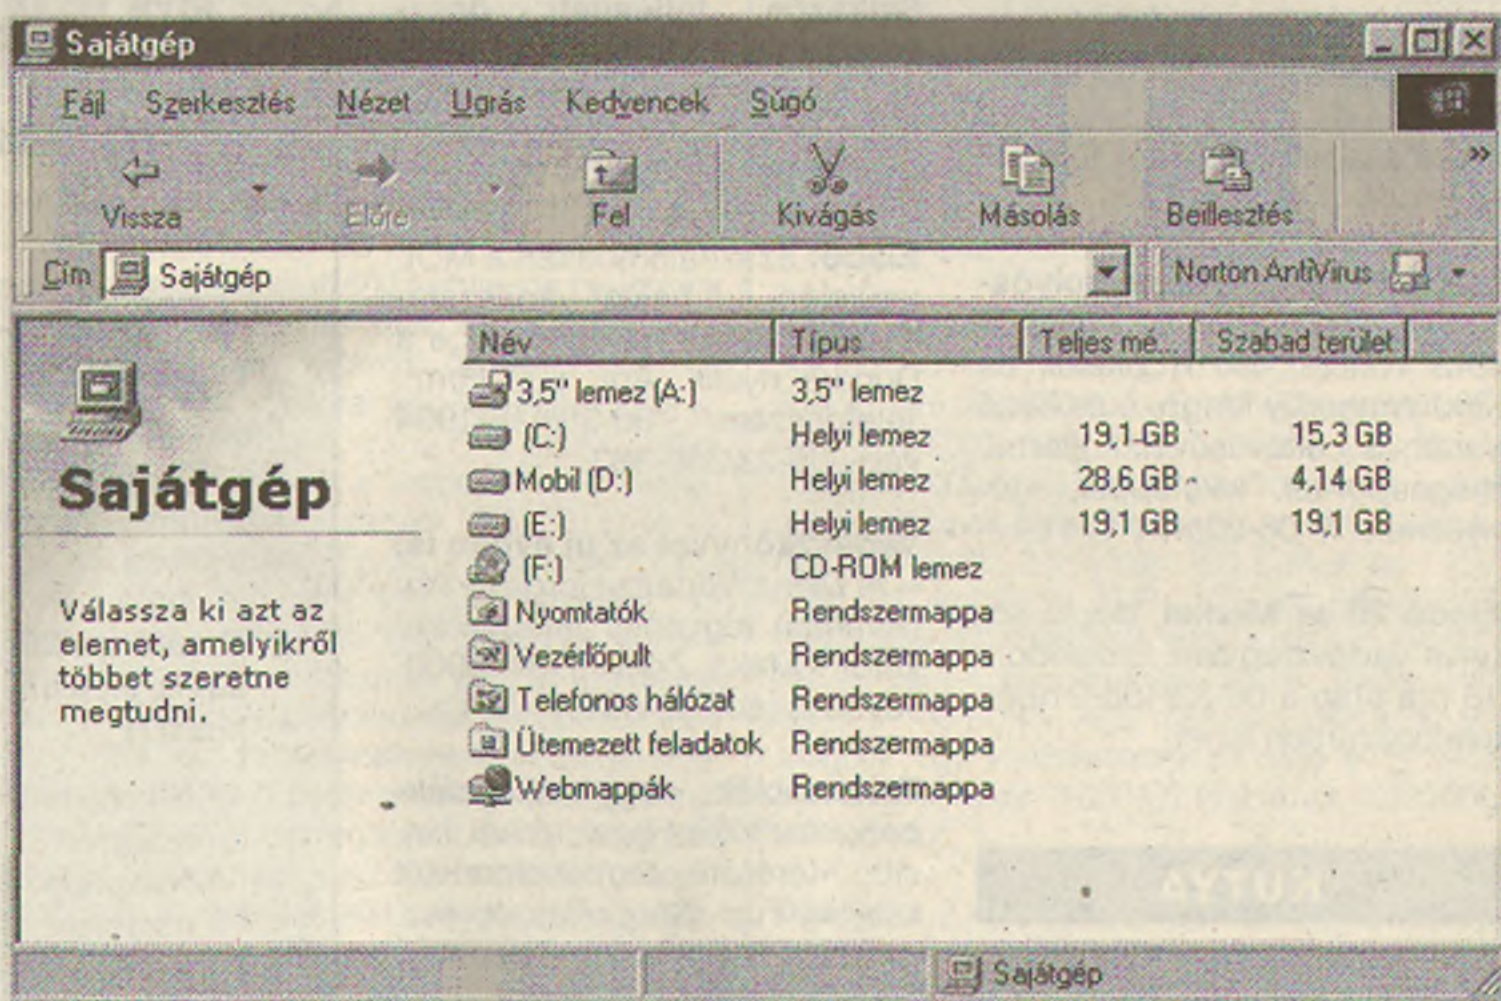 Sajátgép
Fájl Szerkesztés Nézet Ugrás Kedvencek Súgó
Vissza Előre Fel Kivágás Másolás Beillesztés »
Cím Sajátgép Norton AntiVirus
Név Típus Teljes mé... Szabad terület
3,5" lemez (A:) 3,5" lemez
(C:) Helyi lemez 19,1 GB 15,3 GB
Mobil (D:) Helyi lemez 28,6 GB 4,14 GB
(E:) Helyi lemez 19,1 GB 19,1 GB
(F:) CD-ROM lemez
Nyomtatók Rendszermappa
Vezérlőpult Rendszermappa
Telefonos hálózat Rendszermappa
Ütemezett feladatok Rendszermappa
Webmappák Rendszermappa
Sajátgép
Válassza ki azt az
elemet, amelyikről
többet szeretne
megtudni.
Sajátgép